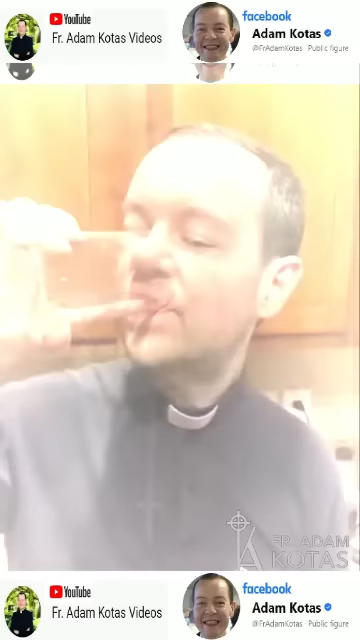 YouTube
Fr. Adam Kotas Videos
facebook
Adam Kotas
@FrAdamKotas · Public figure
FR. ADAM
KOTAS
YouTube
Fr. Adam Kotas Videos
facebook
Adam Kotas
@FrAdamKotas · Public figure